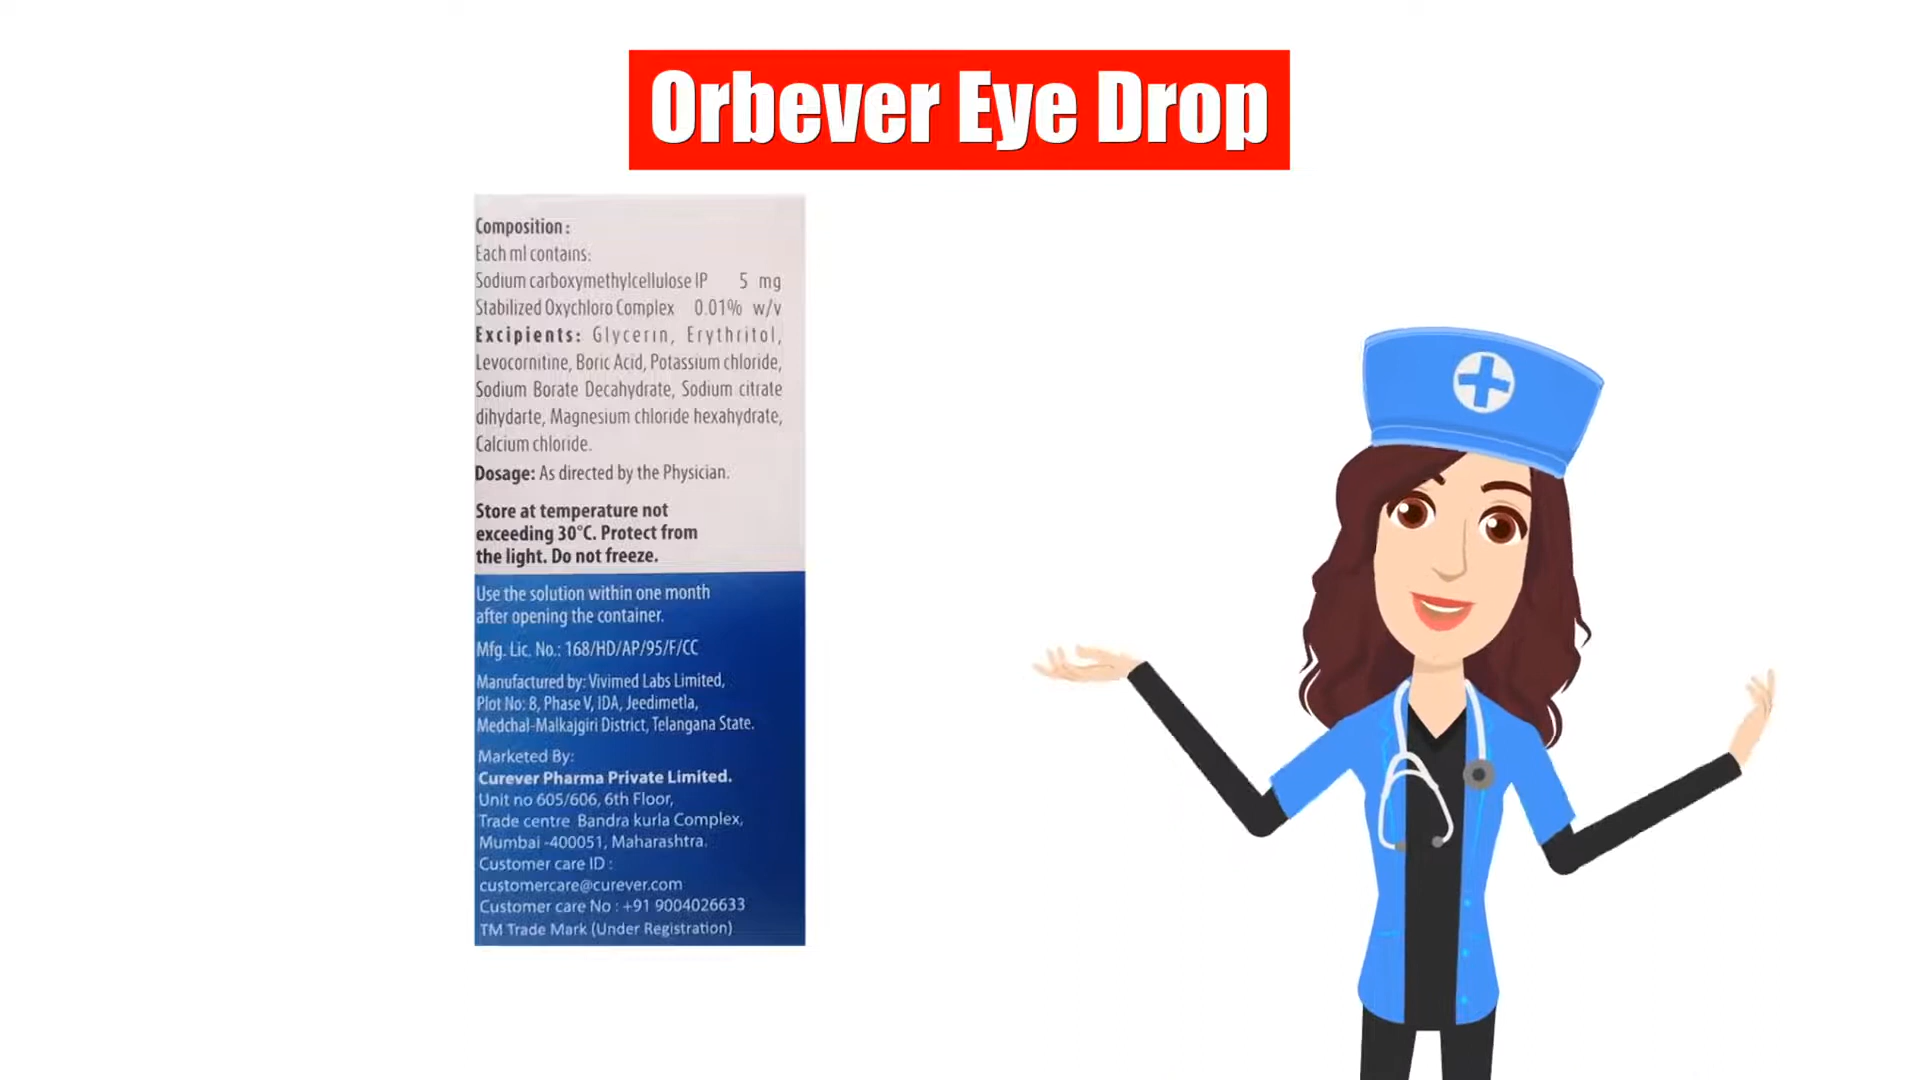 Orbever Eye Drop
Composition :
Each ml contains:
Sodium carboxymethylcellulose IP 5 mg
Stabilized Oxychloro Complex 0.01% w/v
Excipients: Glycerin, Erythritol,
Levocornitine, Boric Acid, Potassium chloride,
Sodium Borate Decahydrate, Sodium citrate
dihydarte, Magnesium chloride hexahydrate,
Calcium chloride.
Dosage: As directed by the Physician.
Store at temperature not
exceeding 30°C. Protect from
the light. Do not freeze.
Use the solution within one month
after opening the container.
Mfg. Lic. No.: 168/HD/AP/95/F/CC
Manufactured by: Vivimed Labs Limited,
Plot No: 8, Phase V, IDA, Jeedimetla,
Medchal-Malkajgiri District, Telangana State.
Marketed By:
Curever Pharma Private Limited.
Unit no 605/606, 6th Floor,
Trade centre Bandra kurla Complex,
Mumbai -400051, Maharashtra.
Customer care ID :
customercare@curever.com
Customer care No : +91 9004026633
TM Trade Mark (Under Registration)